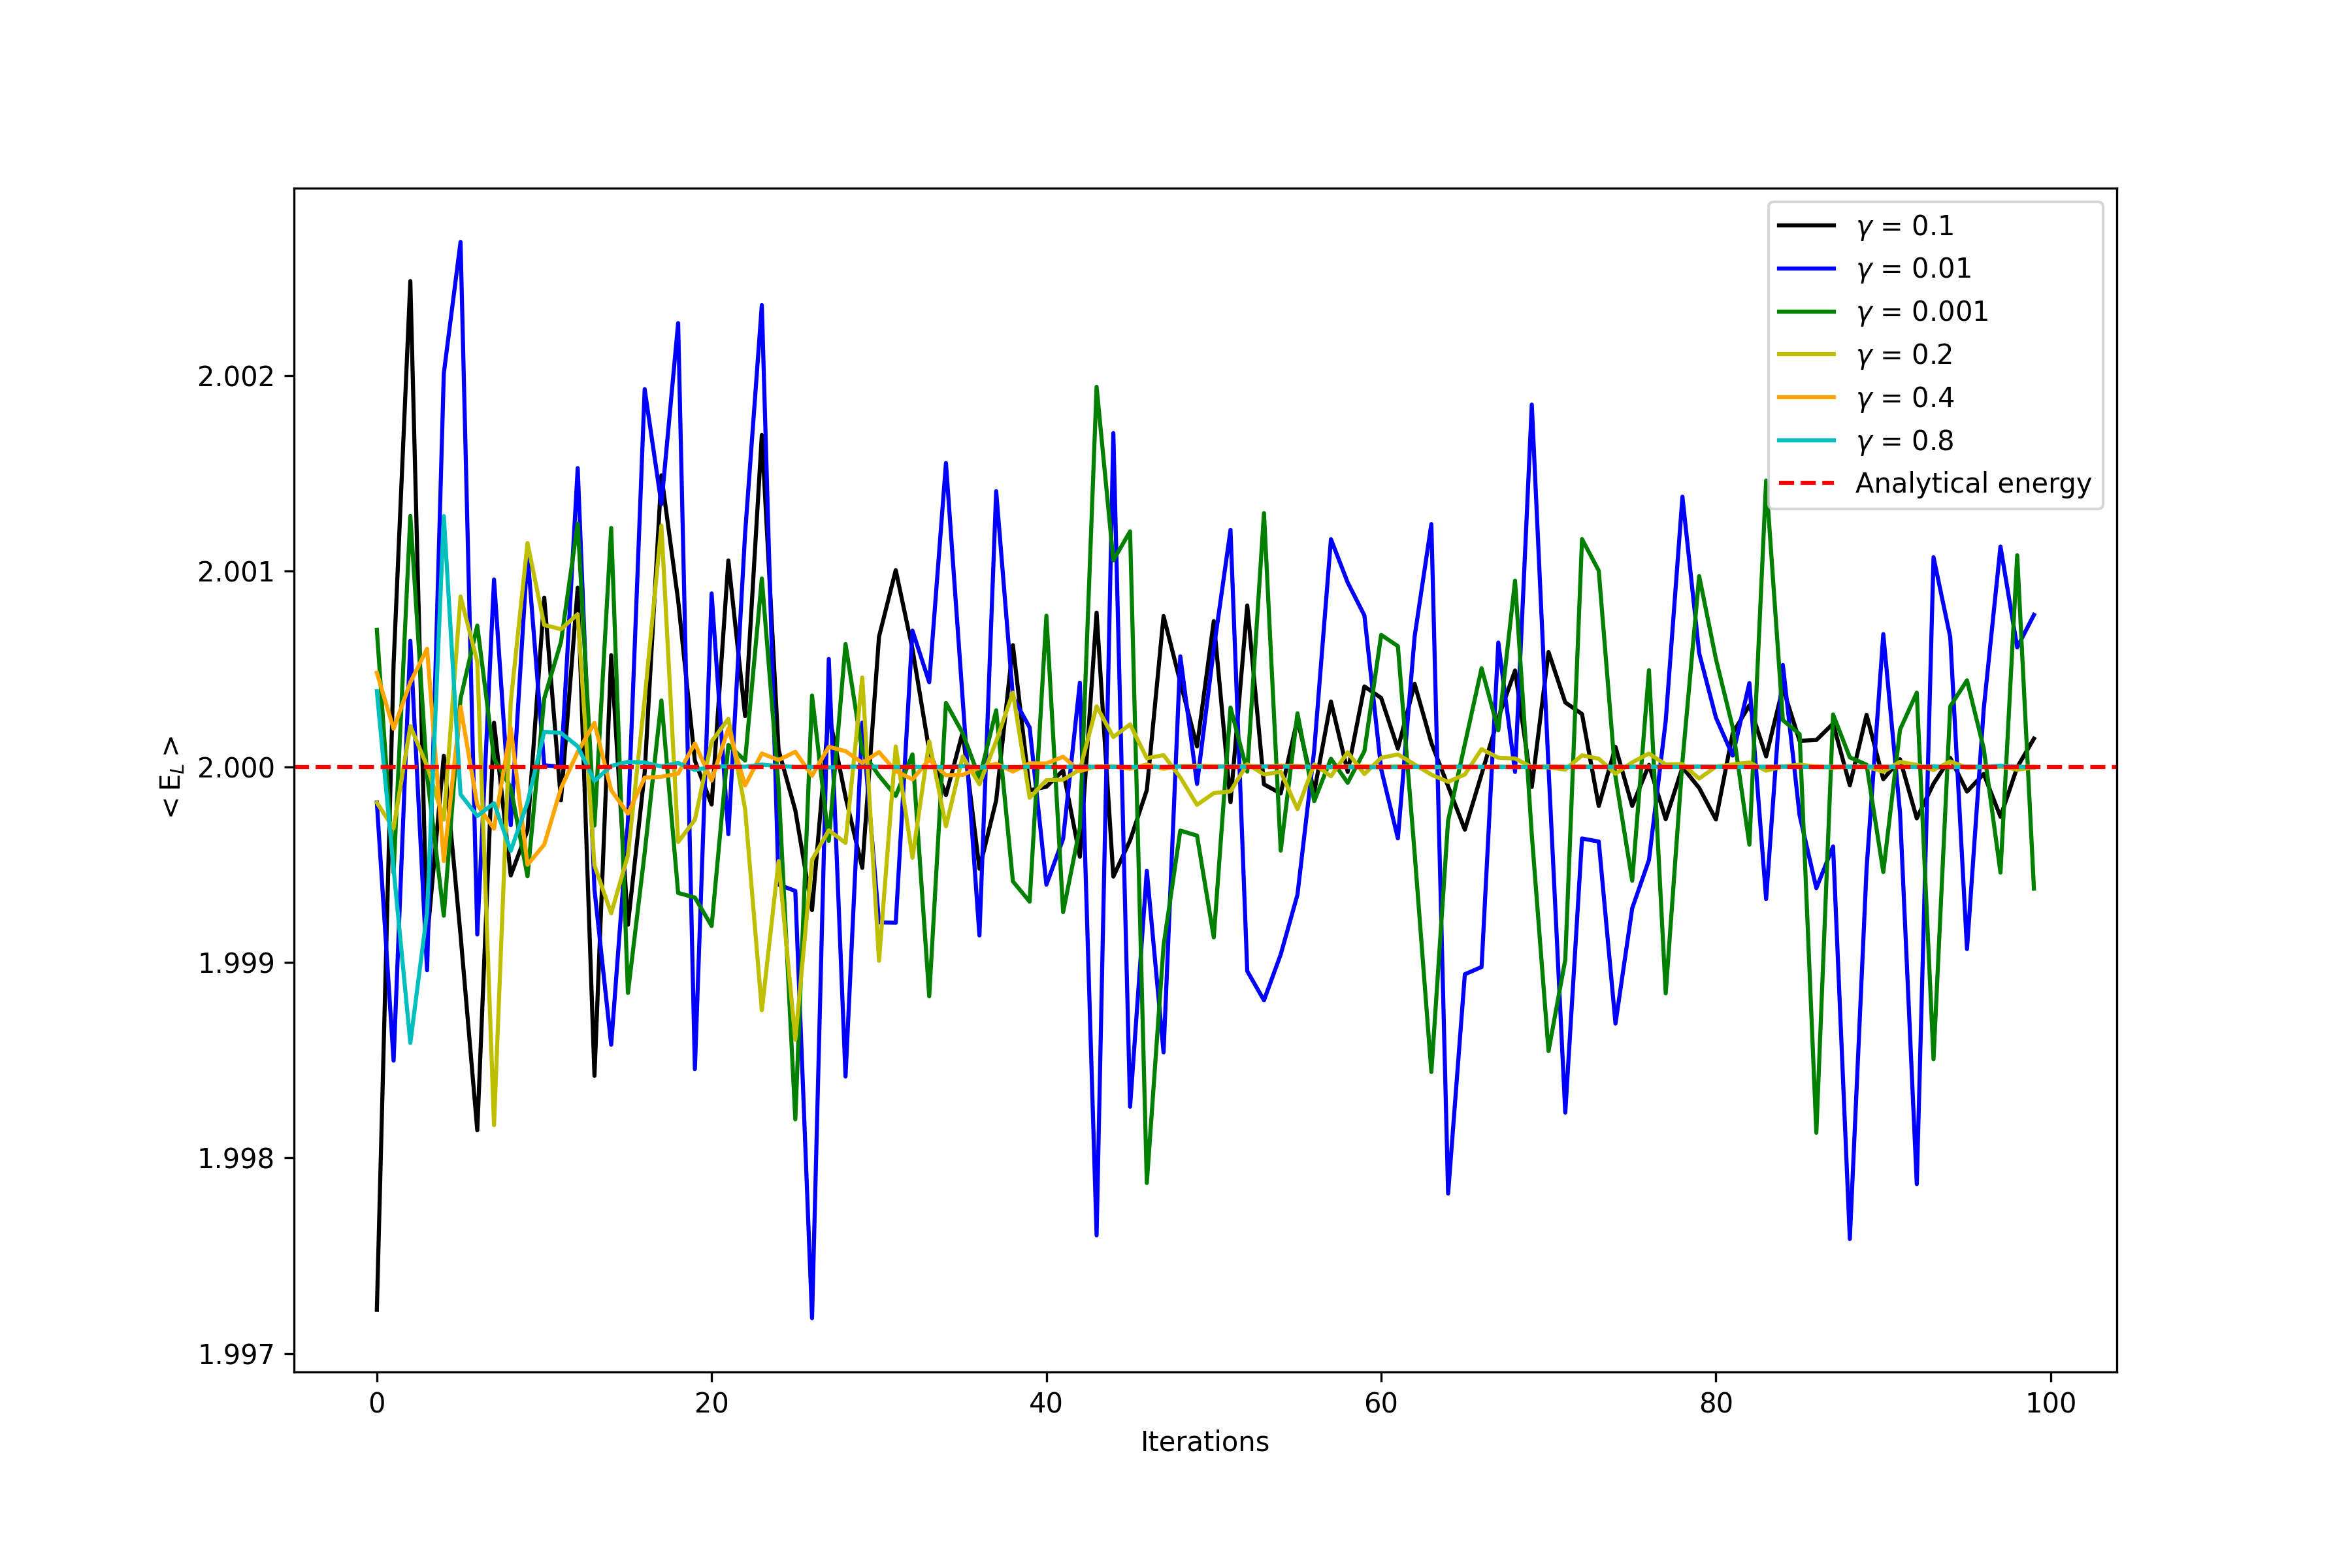 γ = 0.1
γ = 0.01
γ = 0.001
γ = 0.2
γ = 0.4
γ = 0.8
Analytical energy
2.002
2.001
2.000
1.999
1.998
1.997
< E_L >
0 20 40 60 80 100
Iterations